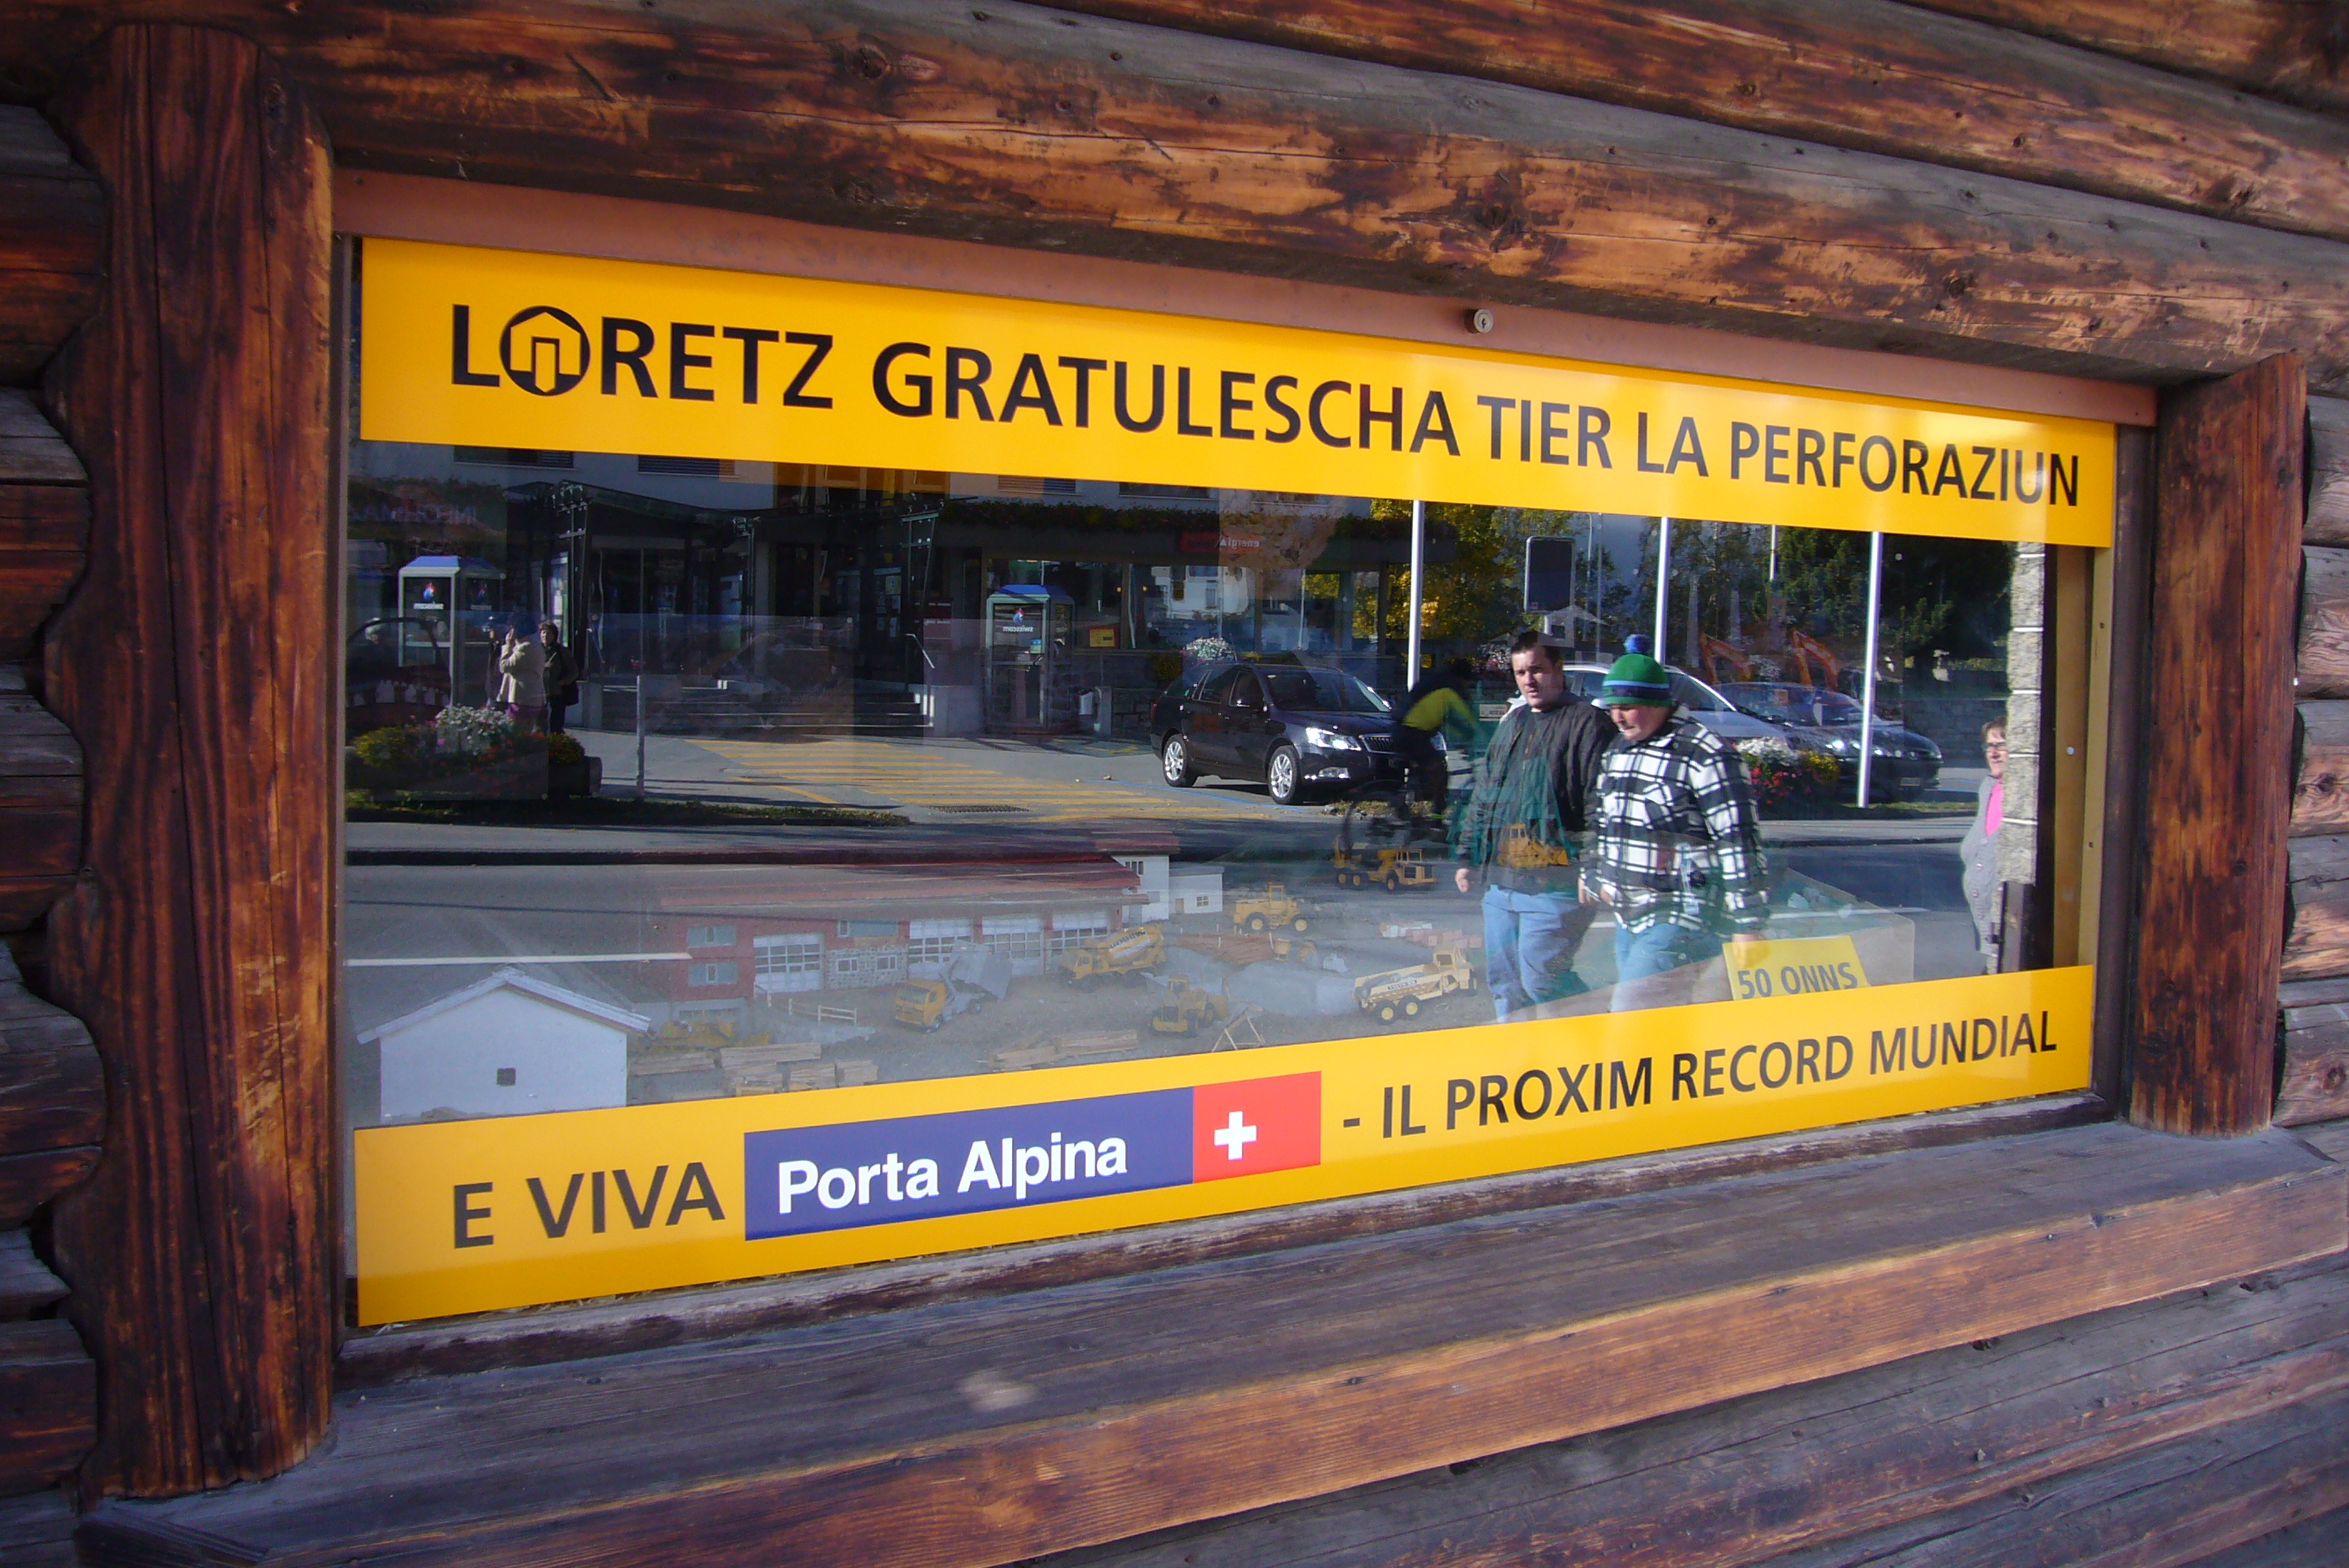 LORETZ GRATULESCHA TIER LA PERFORAZIUN
50 ONNS
E VIVA Porta Alpina - IL PROXIM RECORD MUNDIAL